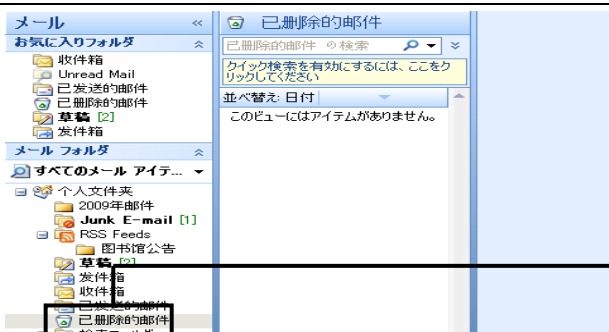 メール «
お気に入りフォルダ
收件箱
Unread Mail
已发送的邮件
已删除的邮件
草稿 [2]
发件箱
メール フォルダ
すべてのメール アイテ...
个人文件夹
2009年邮件
Junk E-mail [1]
RSS Feeds
图书馆公告
草稿 [2]
发件箱
收件箱
已发送的邮件
已删除的邮件
已删除的邮件
已删除的邮件 の検索
クイック検索を有効にするには、ここをク
リックしてください
並べ替え: 日付
このビューにはアイテムがありません。